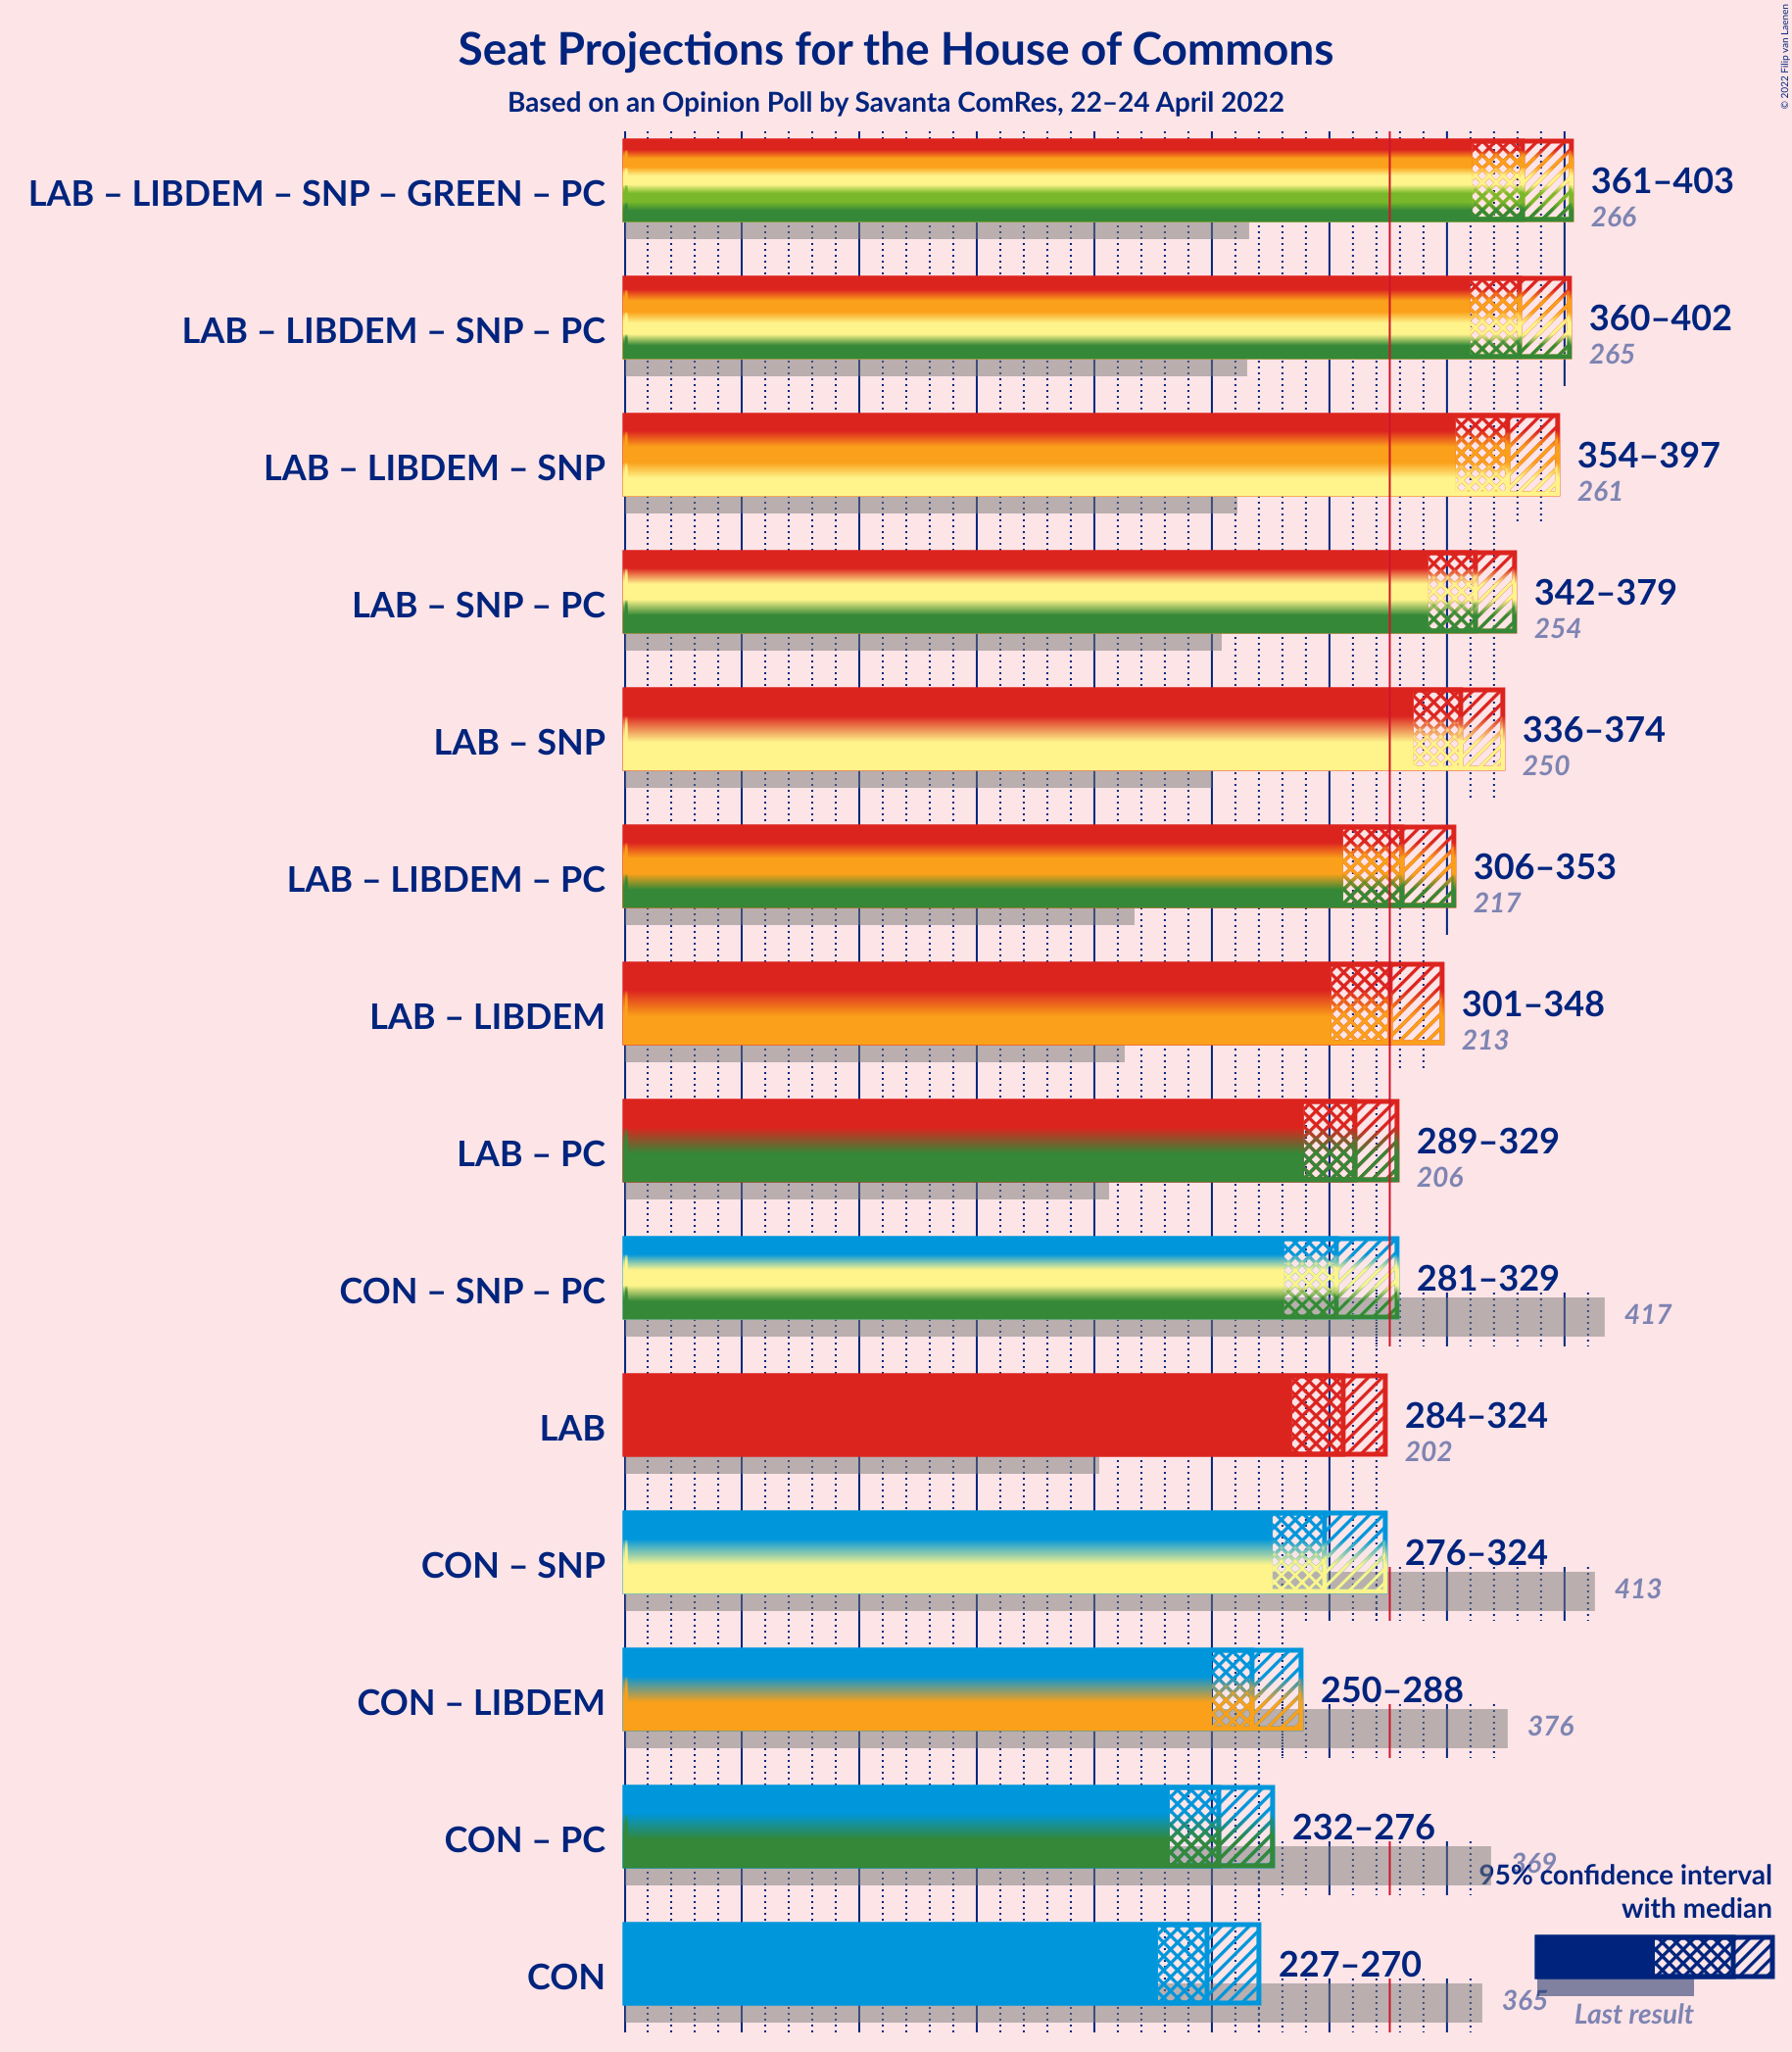 Seat Projections for the House of Commons
Based on an Opinion Poll by Savanta ComRes, 22–24 April 2022
© 2022 Filip van Laenen
LAB – LIBDEM – SNP – GREEN – PC
361–403
266
LAB – LIBDEM – SNP – PC
360–402
265
LAB – LIBDEM – SNP
354–397
261
LAB – SNP – PC
342–379
254
LAB – SNP
336–374
250
LAB – LIBDEM – PC
306–353
217
LAB – LIBDEM
301–348
213
LAB – PC
289–329
206
CON – SNP – PC
281–329
417
LAB
284–324
202
CON – SNP
276–324
413
CON – LIBDEM
250–288
376
CON – PC
232–276
369
CON
227–270
365
95% confidence interval
with median
Last result